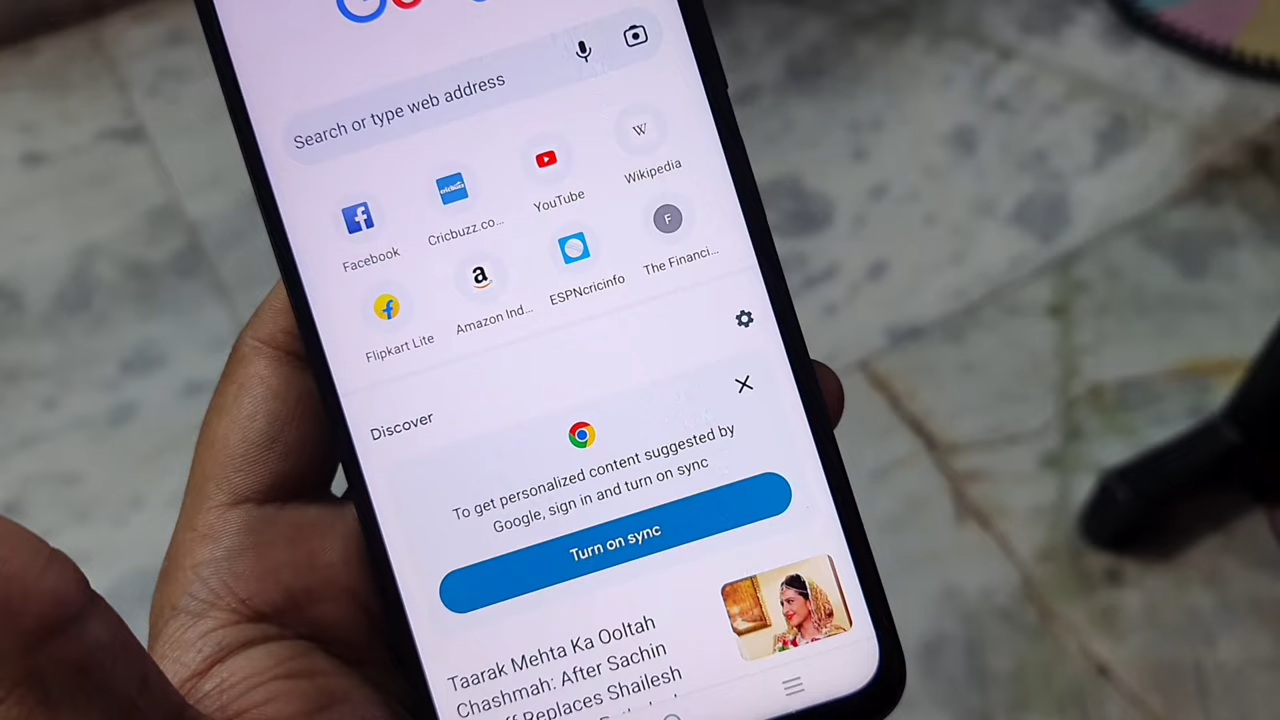 Search or type web address
Facebook
Cricbuzz.co...
YouTube
Wikipedia
Flipkart Lite
Amazon Ind...
ESPNcricinfo
The Financi...
F
W
cricbuzz
Discover
To get personalized content suggested by
Google, sign in and turn on sync
Turn on sync
Taarak Mehta Ka Ooltah
Chashmah: After Sachin
Replaces Shailesh